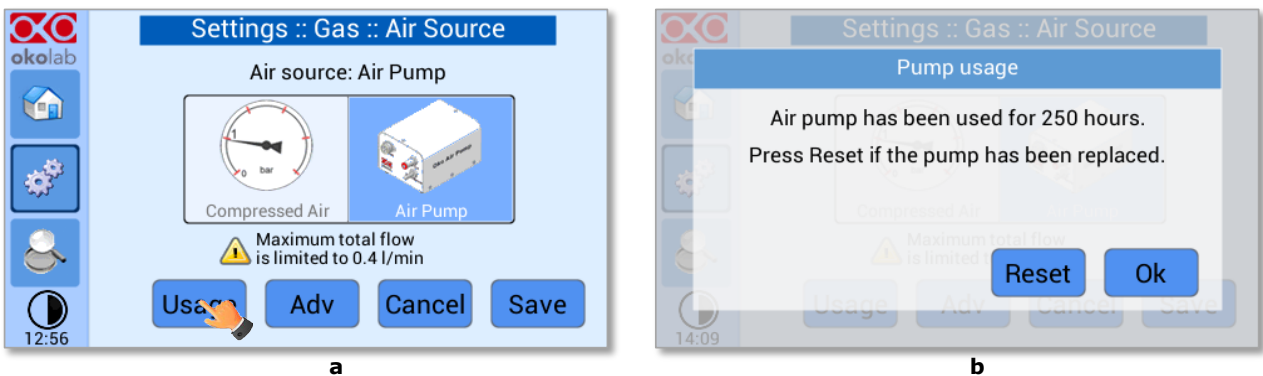 okolab
Settings :: Gas :: Air Source
Air source: Air Pump
1
0
bar
Oko Air Pump
Compressed Air
Air Pump
Maximum total flow
is limited to 0.4 l/min
Usage
Adv
Cancel
Save
12:56
a
Settings :: Gas :: Air Source
Pump usage
Air pump has been used for 250 hours.
Press Reset if the pump has been replaced.
Compressed Air
Maximum total flow
is limited
Reset
Ok
Usage
Adv
Cancel
Save
14:09
b